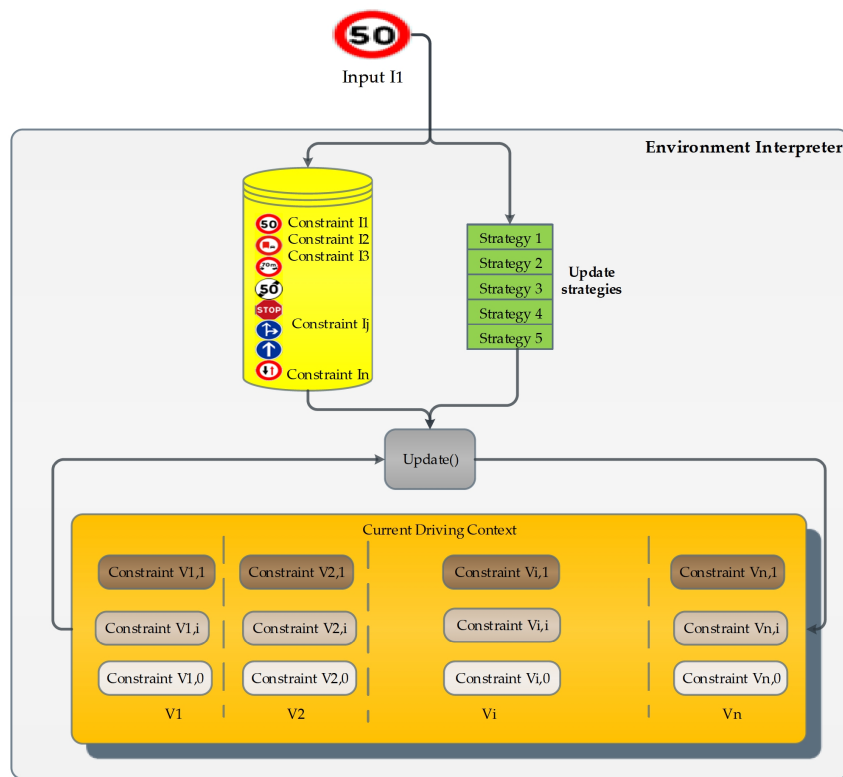 50
Input I1
Environment Interpreter
50 Constraint I1
Constraint I2
70m Constraint I3
50
STOP
Constraint Ij
Constraint In
Strategy 1
Strategy 2
Strategy 3
Strategy 4
Strategy 5
Update
strategies
Update()
Current Driving Context
Constraint V1,1 Constraint V2,1 Constraint Vi,1 Constraint Vn,1
Constraint V1,i Constraint V2,i Constraint Vi,i Constraint Vn,i
Constraint V1,0 Constraint V2,0 Constraint Vi,0 Constraint Vn,0
V1 V2 Vi Vn